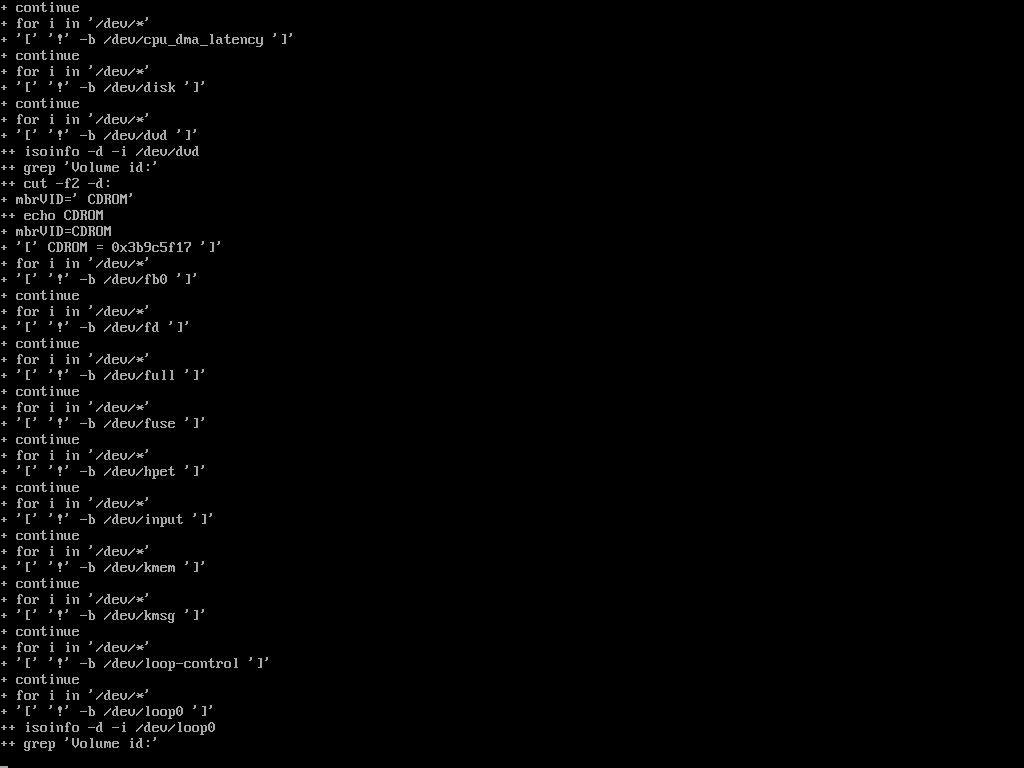 + continue
+ for i in '/dev/*'
+ '[' '!' -b /dev/cpu_dma_latency ']'
+ continue
+ for i in '/dev/*'
+ '[' '!' -b /dev/disk ']'
+ continue
+ for i in '/dev/*'
+ '[' '!' -b /dev/dvd ']'
++ isoinfo -d -i /dev/dvd
++ grep 'Volume id:'
++ cut -f2 -d:
+ mbrVID=' CDROM'
++ echo CDROM
+ mbrVID=CDROM
+ '[' CDROM = 0x3b9c5f17 ']'
+ for i in '/dev/*'
+ '[' '!' -b /dev/fb0 ']'
+ continue
+ for i in '/dev/*'
+ '[' '!' -b /dev/fd ']'
+ continue
+ for i in '/dev/*'
+ '[' '!' -b /dev/full ']'
+ continue
+ for i in '/dev/*'
+ '[' '!' -b /dev/fuse ']'
+ continue
+ for i in '/dev/*'
+ '[' '!' -b /dev/hpet ']'
+ continue
+ for i in '/dev/*'
+ '[' '!' -b /dev/input ']'
+ continue
+ for i in '/dev/*'
+ '[' '!' -b /dev/kmem ']'
+ continue
+ for i in '/dev/*'
+ '[' '!' -b /dev/kmsg ']'
+ continue
+ for i in '/dev/*'
+ '[' '!' -b /dev/loop-control ']'
+ continue
+ for i in '/dev/*'
+ '[' '!' -b /dev/loop0 ']'
++ isoinfo -d -i /dev/loop0
++ grep 'Volume id:'